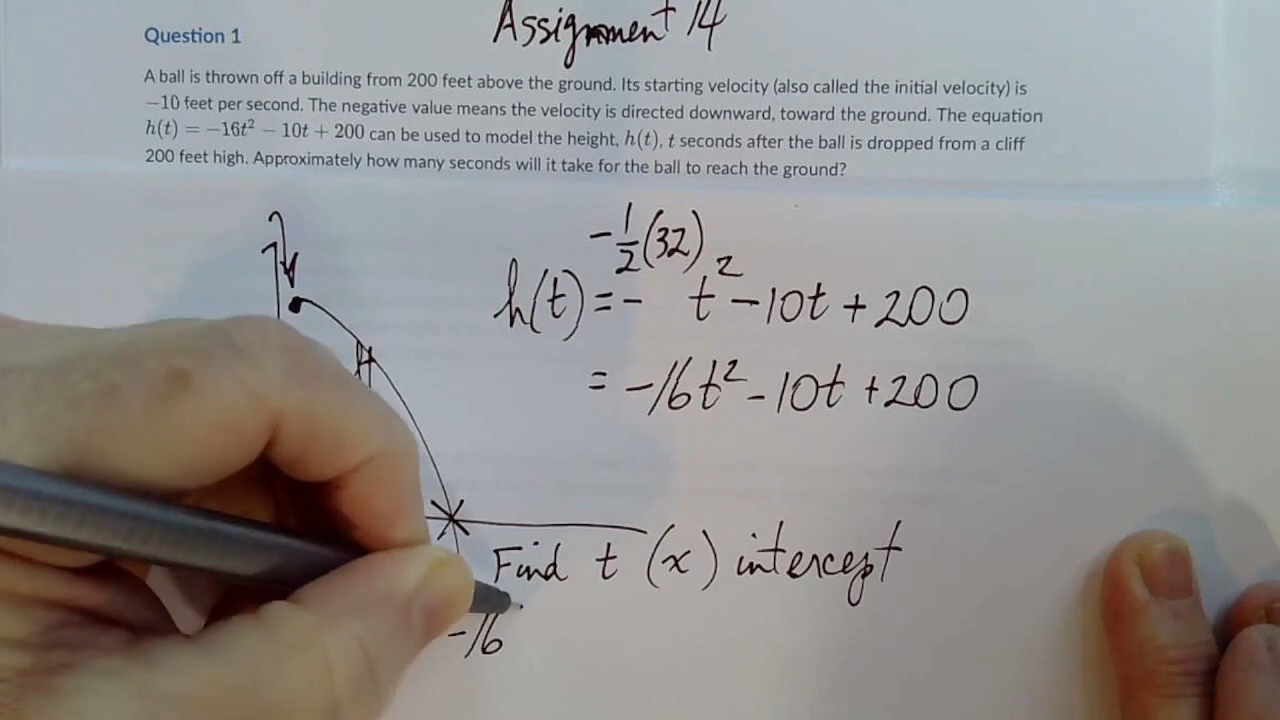 Assignment 14
Question 1
A ball is thrown off a building from 200 feet above the ground. Its starting velocity (also called the initial velocity) is
−10 feet per second. The negative value means the velocity is directed downward, toward the ground. The equation
h(t) = −16t² − 10t + 200 can be used to model the height, h(t), t seconds after the ball is dropped from a cliff
200 feet high. Approximately how many seconds will it take for the ball to reach the ground?
-1/2(32)
h(t) = - t² - 10t + 200
= -16t² - 10t + 200
Find t (x) intercept
-16